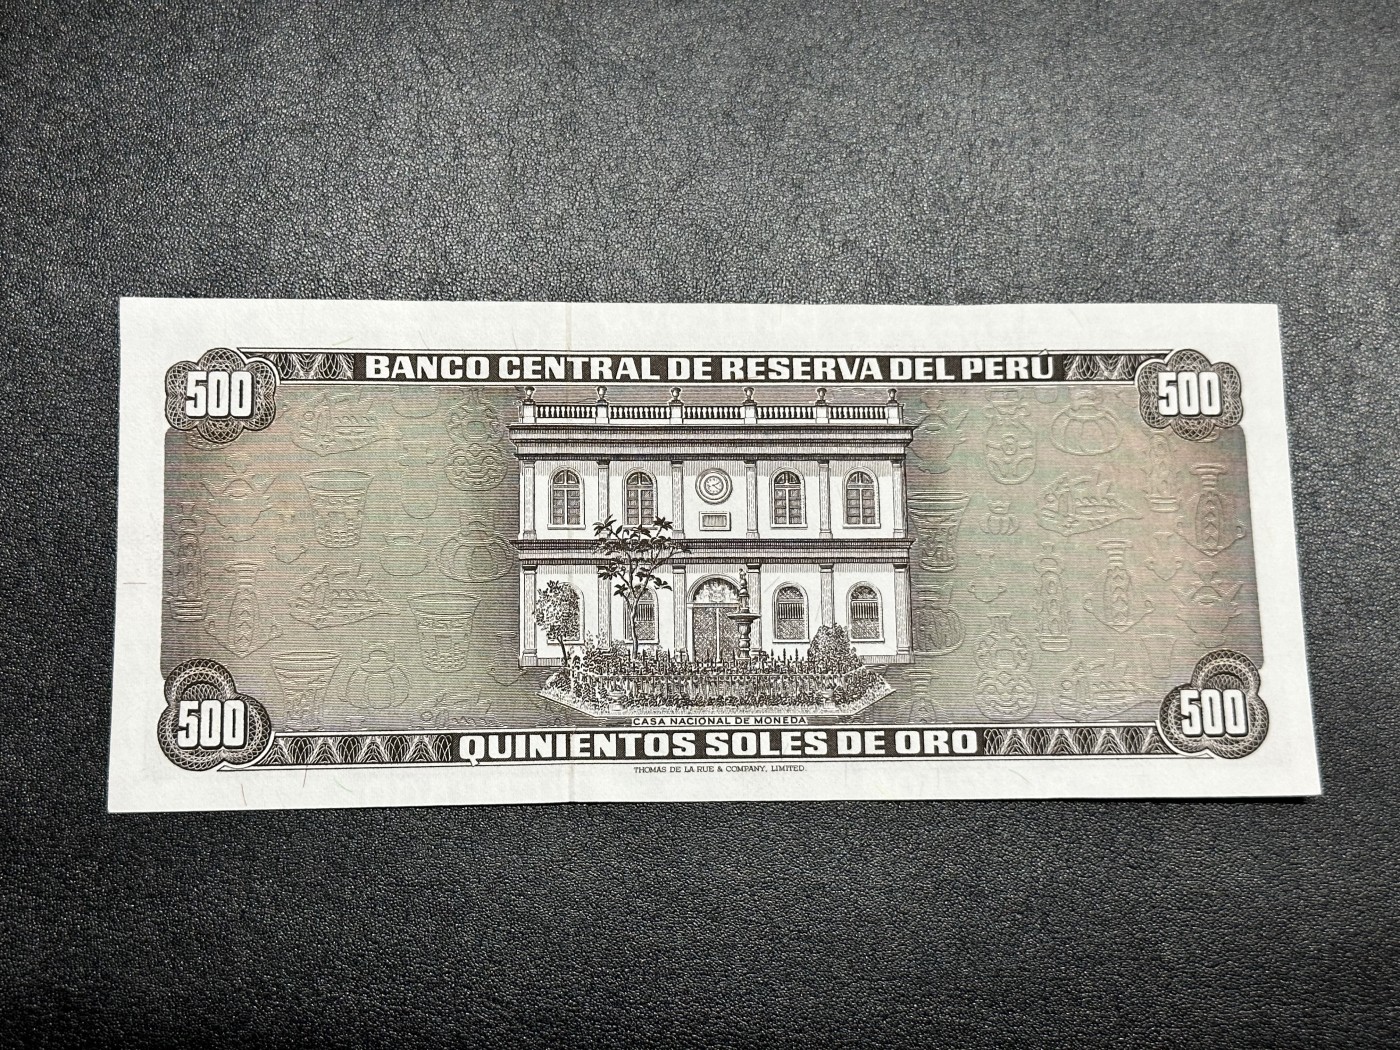 BANCO CENTRAL DE RESERVA DEL PERÚ
500 500
500 500
CASA NACIONAL DE MONEDA
QUINIENTOS SOLES DE ORO
THOMAS DE LA RUE & COMPANY, LIMITED.